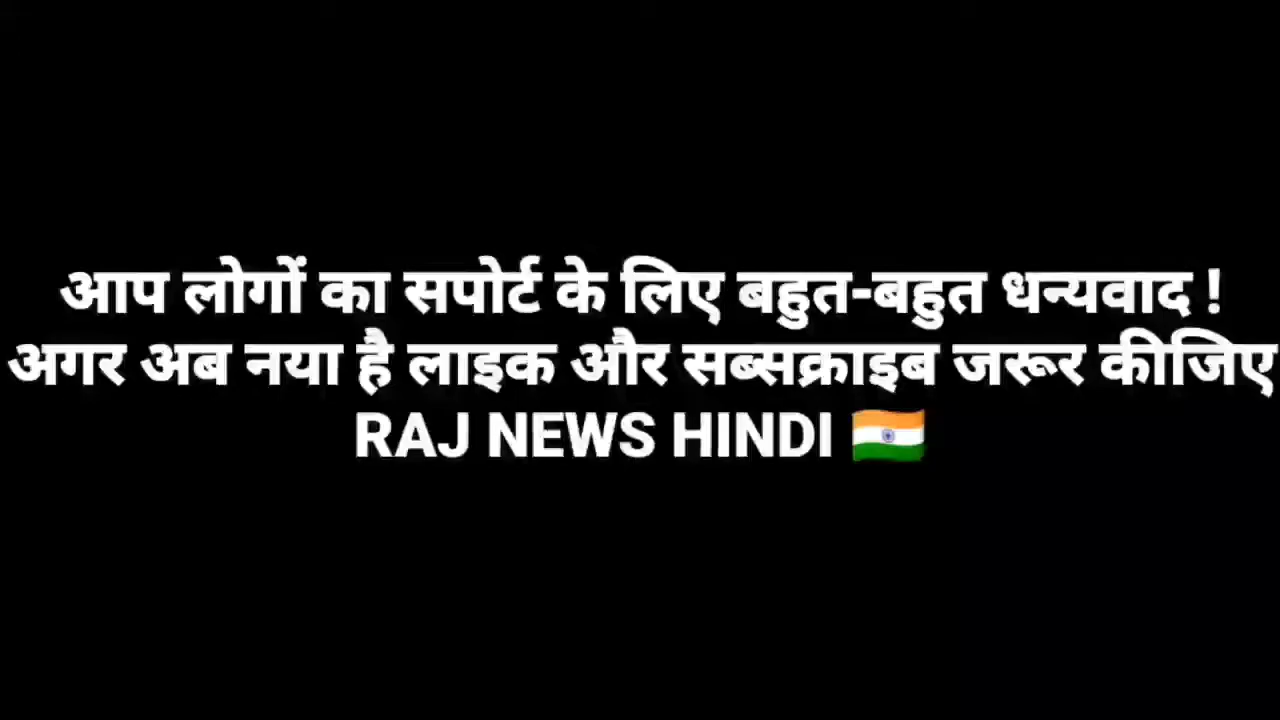 आप लोगों का सपोर्ट के लिए बहुत-बहुत धन्यवाद !
अगर अब नया है लाइक और सब्सक्राइब जरूर कीजिए
RAJ NEWS HINDI 🇮🇳